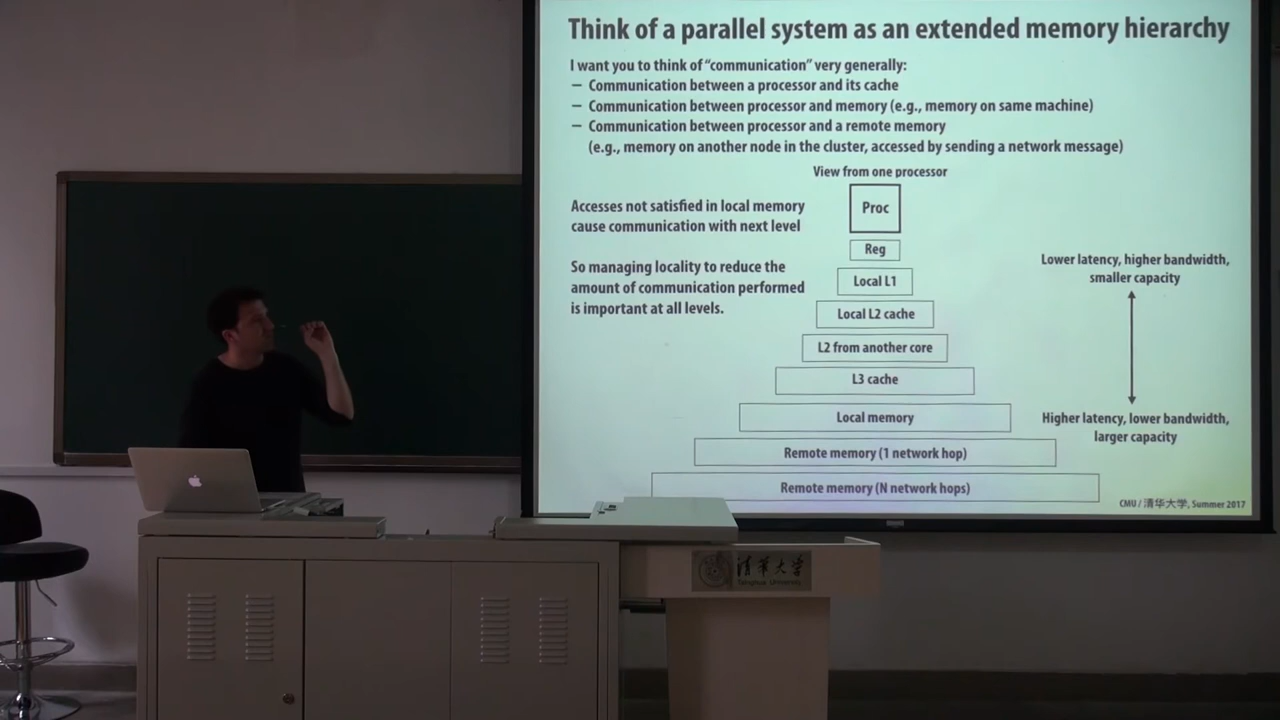 Think of a parallel system as an extended memory hierarchy
I want you to think of “communication” very generally:
– Communication between a processor and its cache
– Communication between processor and memory (e.g., memory on same machine)
– Communication between processor and a remote memory
(e.g., memory on another node in the cluster, accessed by sending a network message)
View from one processor
Accesses not satisfied in local memory
cause communication with next level
So managing locality to reduce the
amount of communication performed
is important at all levels.
Proc
Reg
Local L1
Local L2 cache
L2 from another core
L3 cache
Local memory
Remote memory (1 network hop)
Remote memory (N network hops)
Lower latency, higher bandwidth,
smaller capacity
Higher latency, lower bandwidth,
larger capacity
CMU / 清华大学, Summer 2017
清華大学
Tsinghua University